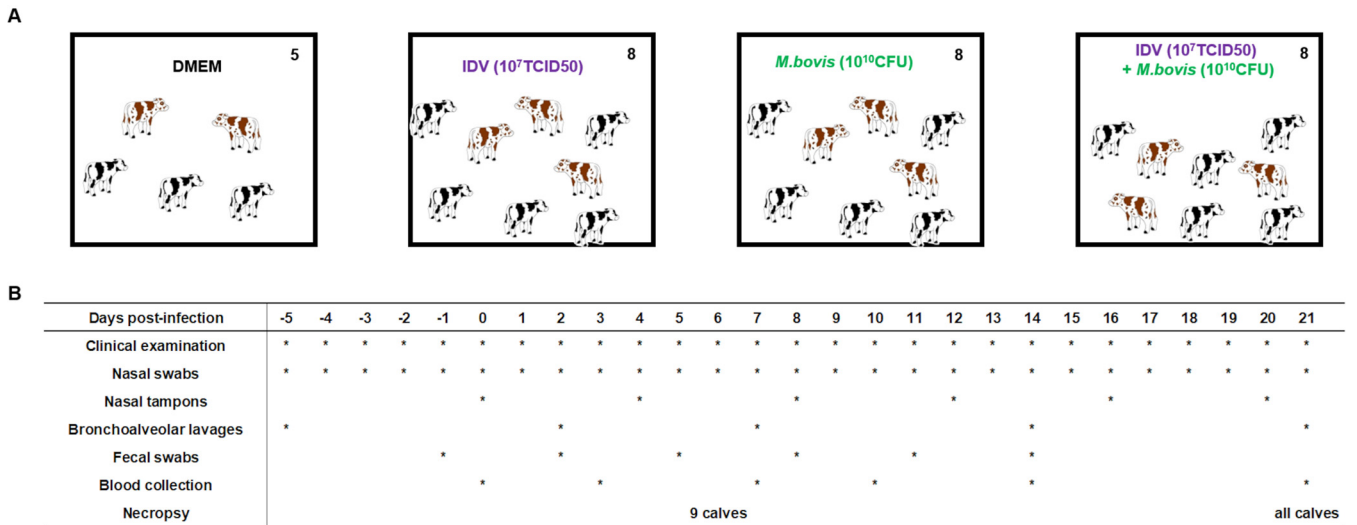 A
DMEM
5
IDV (10⁷TCID50)
8
M.bovis (10¹⁰CFU)
8
IDV (10⁷TCID50)
+ M.bovis (10¹⁰CFU)
8
B
Days post-infection -5 -4 -3 -2 -1 0 1 2 3 4 5 6 7 8 9 10 11 12 13 14 15 16 17 18 19 20 21
Clinical examination * * * * * * * * * * * * * * * * * * * * * * * * * * *
Nasal swabs * * * * * * * * * * * * * * * * * * * * * * * * * * *
Nasal tampons * * * * * *
Bronchoalveolar lavages * * * * *
Fecal swabs * * * * * *
Blood collection * * * * * *
Necropsy 9 calves all calves